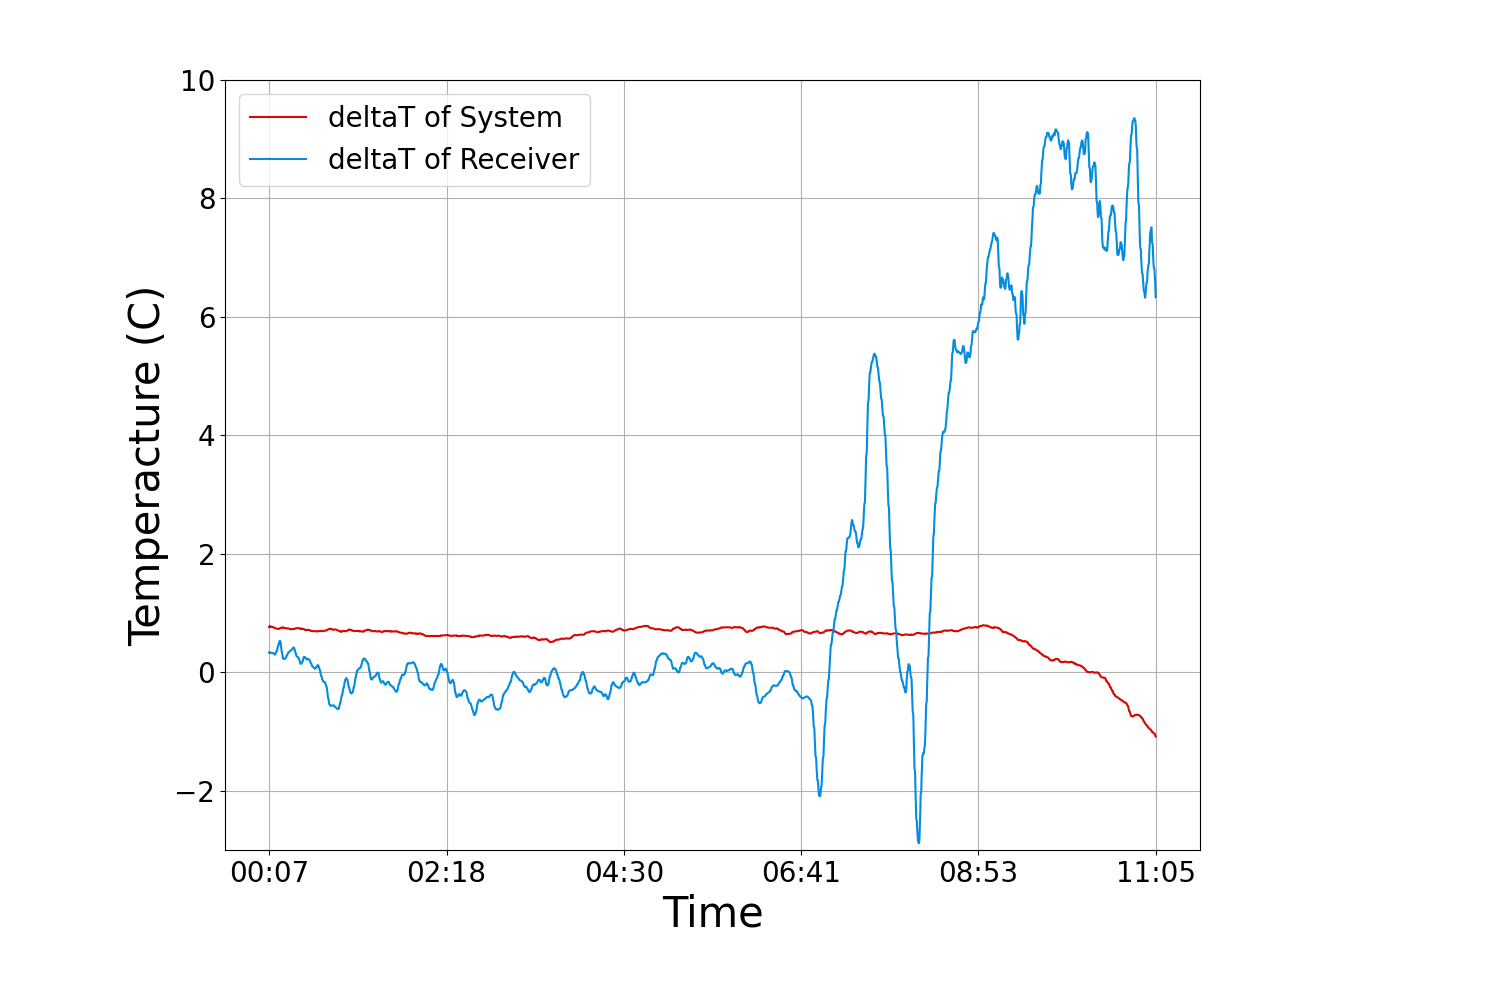 10
8
6
4
2
0
−2
Temperacture (C)
deltaT of System
deltaT of Receiver
00:07 02:18 04:30 06:41 08:53 11:05
Time